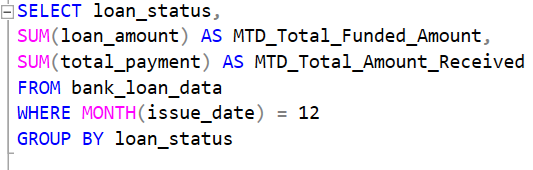 SELECT loan_status,
SUM(loan_amount) AS MTD_Total_Funded_Amount,
SUM(total_payment) AS MTD_Total_Amount_Received
FROM bank_loan_data
WHERE MONTH(issue_date) = 12
GROUP BY loan_status